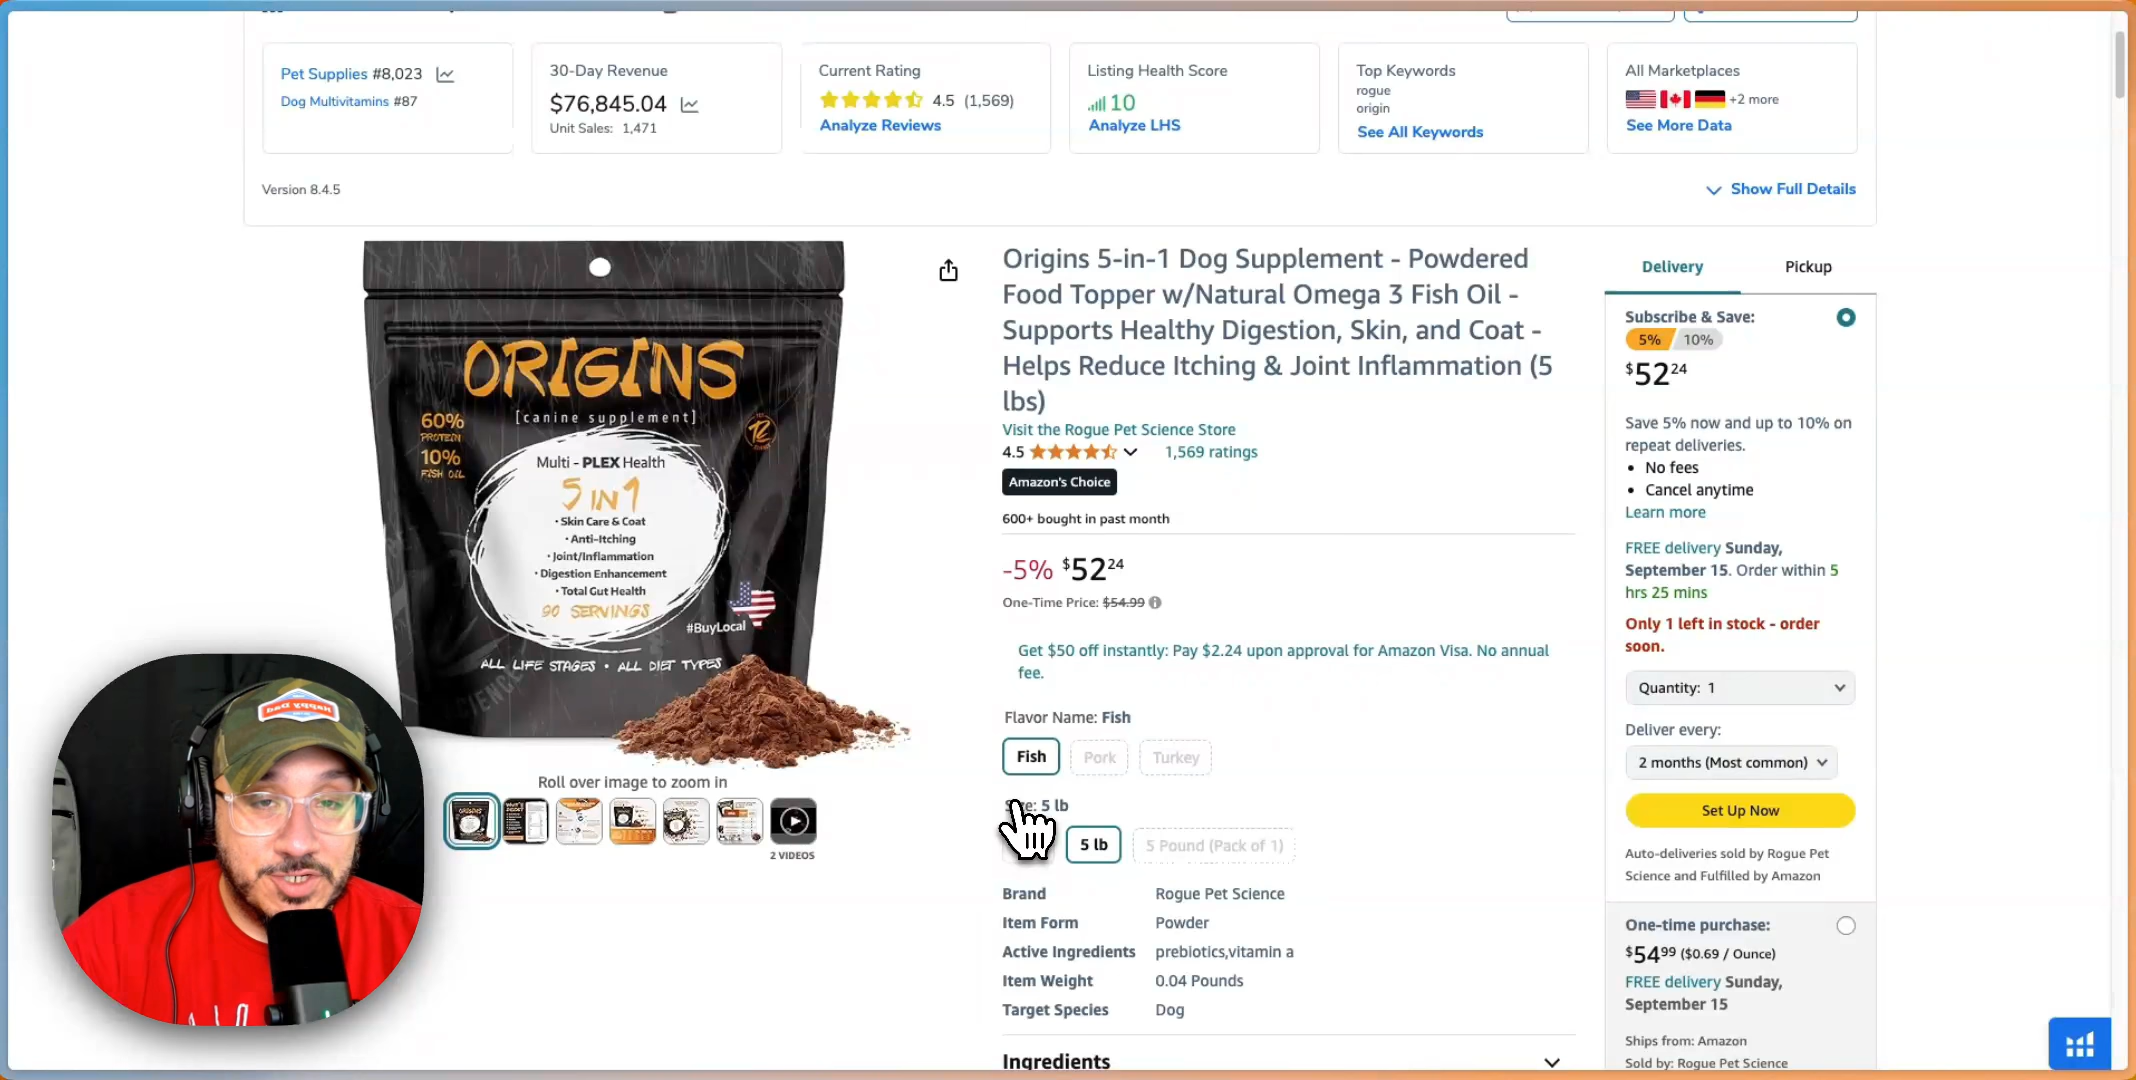 Pet Supplies #8,023
Dog Multivitamins #87
30-Day Revenue
$76,845.04
Unit Sales: 1,471
Current Rating
4.5 (1,569)
Analyze Reviews
Listing Health Score
10
Analyze LHS
Top Keywords
rogue
origin
See All Keywords
All Marketplaces
+2 more
See More Data
Version 8.4.5
Show Full Details
ORIGINS
[canine supplement]
60%
PROTEIN
10%
FISH OIL
Multi - PLEX Health
5 IN 1
• Skin Care & Coat
• Anti-Itching
• Joint/Inflammation
• Digestion Enhancement
• Total Gut Health
90 SERVINGS
#BuyLocal
ALL LIFE STAGES • ALL DIET TYPES
Roll over image to zoom in
2 VIDEOS
Origins 5-in-1 Dog Supplement - Powdered
Food Topper w/Natural Omega 3 Fish Oil -
Supports Healthy Digestion, Skin, and Coat -
Helps Reduce Itching & Joint Inflammation (5
lbs)
Visit the Rogue Pet Science Store
4.5 1,569 ratings
Amazon's Choice
600+ bought in past month
-5% $52 24
One-Time Price: $54.99
Get $50 off instantly: Pay $2.24 upon approval for Amazon Visa. No annual
fee.
Flavor Name: Fish
Fish Pork Turkey
Size: 5 lb
5 lb 5 Pound (Pack of 1)
Brand Rogue Pet Science
Item Form Powder
Active Ingredients prebiotics,vitamin a
Item Weight 0.04 Pounds
Target Species Dog
Ingredients
Delivery Pickup
Subscribe & Save:
5% 10%
$52 24
Save 5% now and up to 10% on
repeat deliveries.
• No fees
• Cancel anytime
Learn more
FREE delivery Sunday,
September 15. Order within 5
hrs 25 mins
Only 1 left in stock - order
soon.
Quantity: 1
Deliver every:
2 months (Most common)
Set Up Now
Auto-deliveries sold by Rogue Pet
Science and Fulfilled by Amazon
One-time purchase:
$54 99 ($0.69 / Ounce)
FREE delivery Sunday,
September 15
Ships from: Amazon
Sold by: Rogue Pet Science